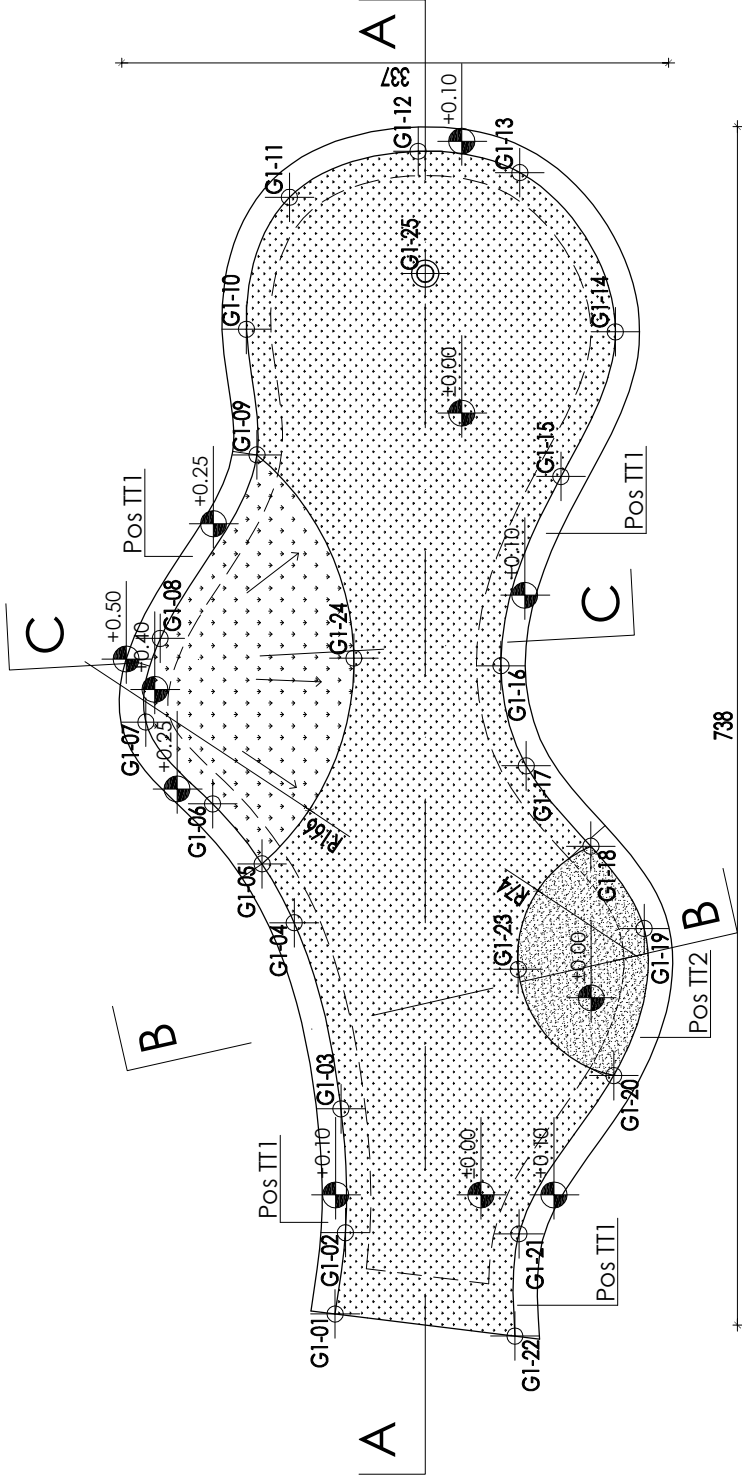 A
337
G1-12
+0.10
G1-13
G1-11
G1-25
G1-10
G1-14
±0.00
G1-09
G1-15
+0.25
Pos TT1
Pos TT1
+0.10
C
+0.50
+0.40
G1-08
G1-24
C
G1-16
G1-07
+0.25
G1-06
R166
G1-17
738
G1-05
G1-18
G1-04
R74
G1-23
B
G1-19
±0.00
Pos TT2
B
G1-03
G1-20
+0.10
Pos TT1
±0.00
+0.10
G1-02
G1-21
Pos TT1
G1-01
G1-22
A